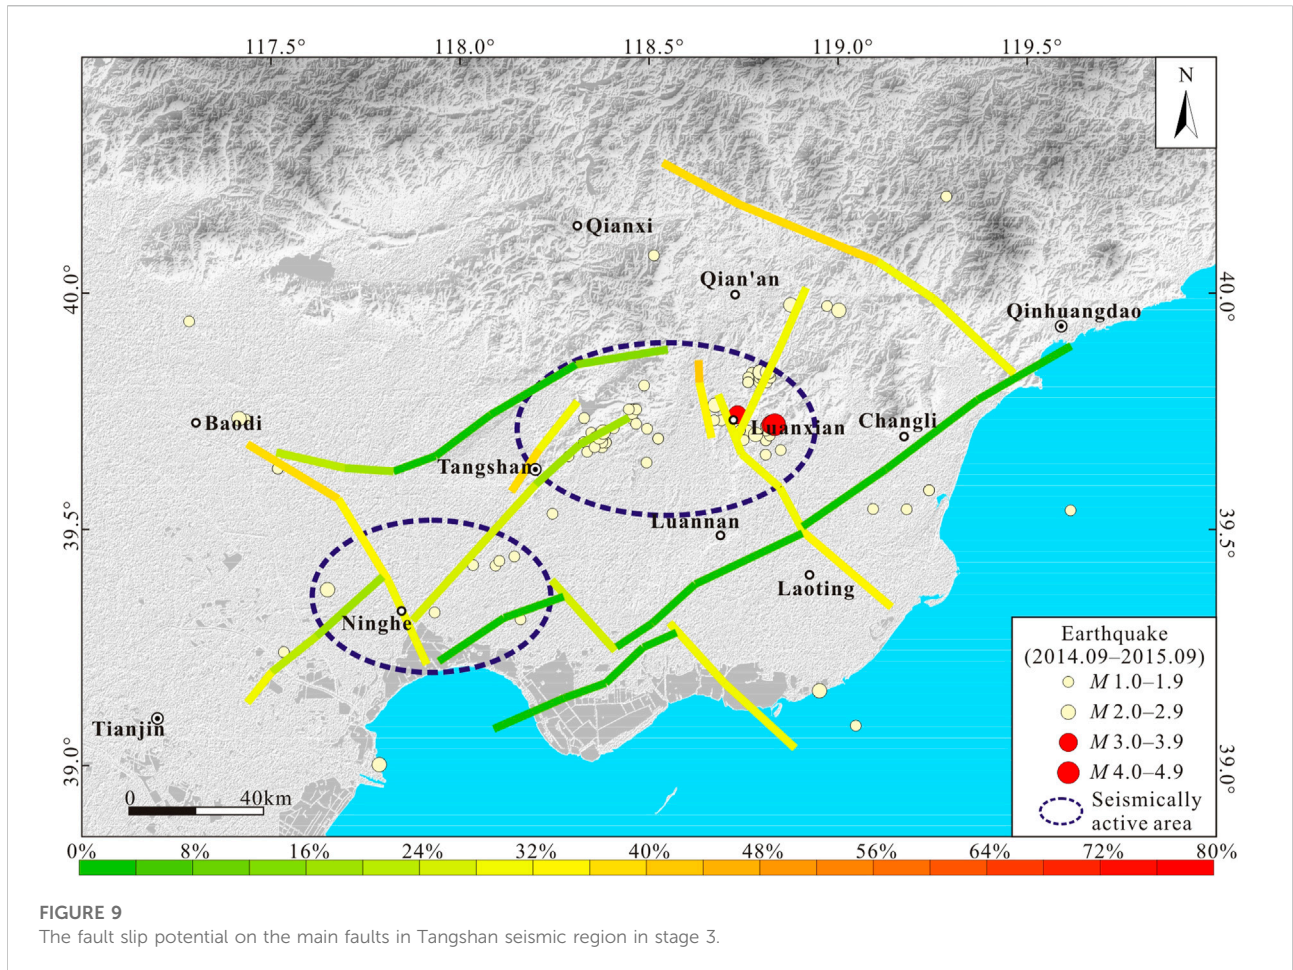 117.5° 118.0° 118.5° 119.0° 119.5°
N
Qianxi
40.0°
Qian'an
40.0°
Qinhuangdao
Baodi
Luanxian
Changli
Tangshan
39.5°
Luannan
39.5°
Laoting
Ninghe
Tianjin
39.0°
39.0°
0 40km
Earthquake
(2014.09–2015.09)
M 1.0–1.9
M 2.0–2.9
M 3.0–3.9
M 4.0–4.9
Seismically
active area
0% 8% 16% 24% 32% 40% 48% 56% 64% 72% 80%
FIGURE 9
The fault slip potential on the main faults in Tangshan seismic region in stage 3.